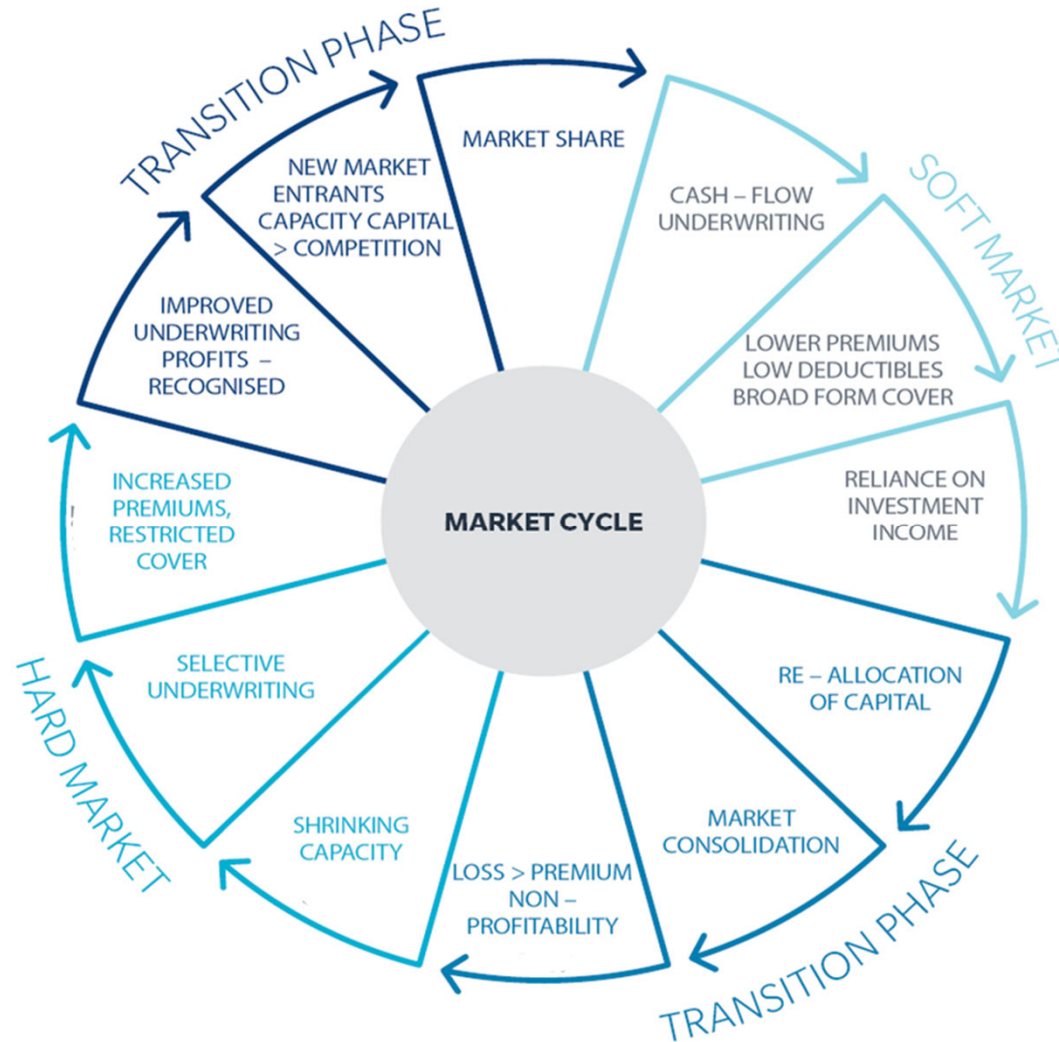 TRANSITION PHASE
MARKET SHARE
NEW MARKET
ENTRANTS
CAPACITY CAPITAL
> COMPETITION
IMPROVED
UNDERWRITING
PROFITS –
RECOGNISED
SOFT MARKET
CASH – FLOW
UNDERWRITING
LOWER PREMIUMS
LOW DEDUCTIBLES
BROAD FORM COVER
RELIANCE ON
INVESTMENT
INCOME
MARKET CYCLE
RE – ALLOCATION
OF CAPITAL
MARKET
CONSOLIDATION
LOSS > PREMIUM
NON –
PROFITABILITY
TRANSITION PHASE
SHRINKING
CAPACITY
SELECTIVE
UNDERWRITING
INCREASED
PREMIUMS,
RESTRICTED
COVER
HARD MARKET